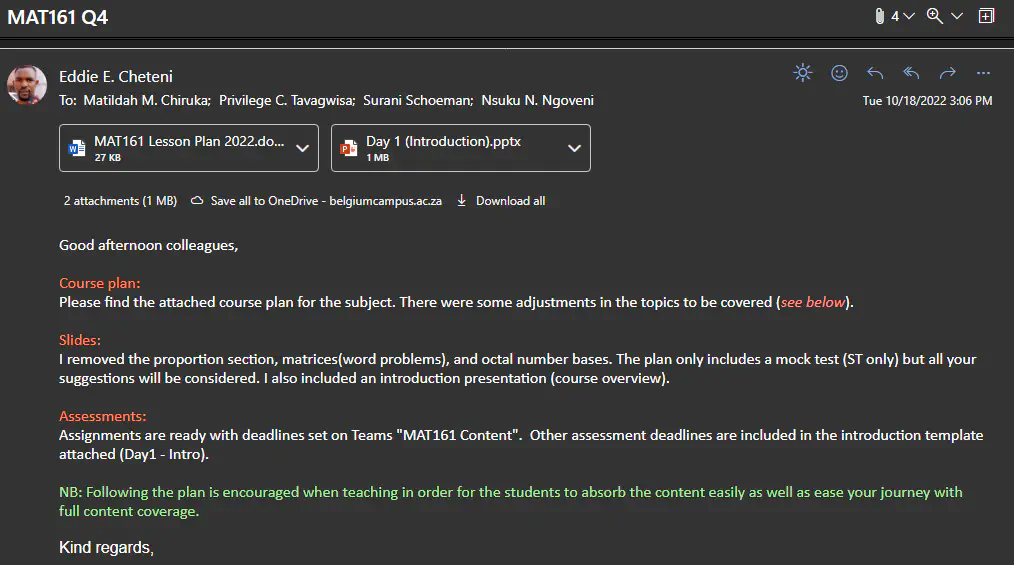 MAT161 Q4
4
Eddie E. Cheteni
To: Matildah M. Chiruka; Privilege C. Tavagwisa; Surani Schoeman; Nsuku N. Ngoveni
Tue 10/18/2022 3:06 PM
MAT161 Lesson Plan 2022.do...
27 KB
Day 1 (Introduction).pptx
1 MB
2 attachments (1 MB) Save all to OneDrive - belgiumcampus.ac.za Download all
Good afternoon colleagues,
Course plan:
Please find the attached course plan for the subject. There were some adjustments in the topics to be covered (see below).
Slides:
I removed the proportion section, matrices(word problems), and octal number bases. The plan only includes a mock test (ST only) but all your
suggestions will be considered. I also included an introduction presentation (course overview).
Assessments:
Assignments are ready with deadlines set on Teams "MAT161 Content". Other assessment deadlines are included in the introduction template
attached (Day1 - Intro).
NB: Following the plan is encouraged when teaching in order for the students to absorb the content easily as well as ease your journey with
full content coverage.
Kind regards,